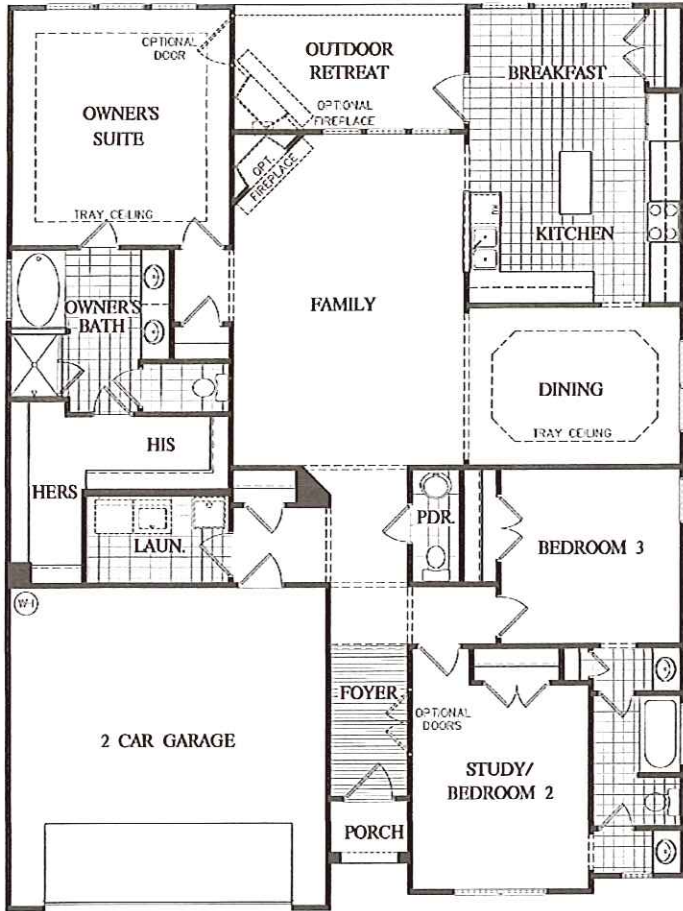 OPTIONAL
DOOR
OUTDOOR
RETREAT
BREAKFAST
OWNER'S
SUITE
OPTIONAL
FIREPLACE
OPT.
FIREPLACE
TRAY CEILING
KITCHEN
OWNER'S
BATH
FAMILY
DINING
TRAY CEILING
HIS
HERS
LAUN.
PDR.
BEDROOM 3
FOYER
OPTIONAL
DOORS
2 CAR GARAGE
STUDY/
BEDROOM 2
PORCH